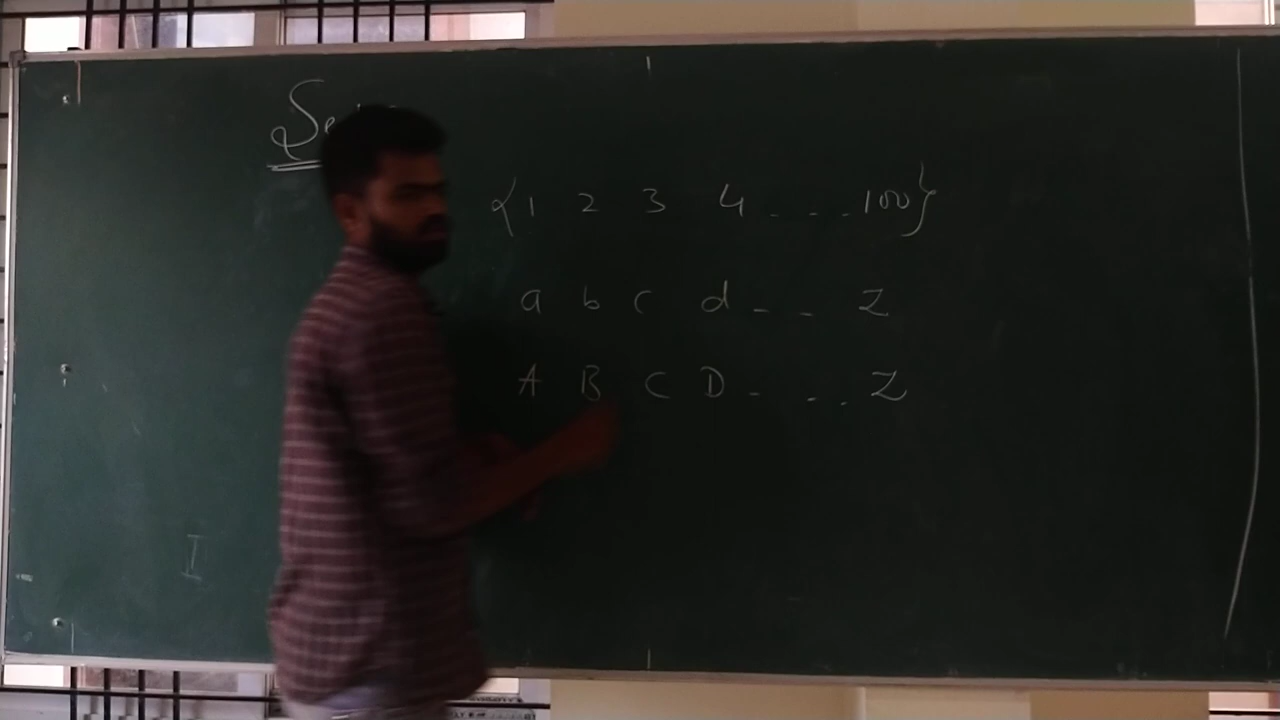 {1 2 3 4 - - - 100}
a b c d - - z
A B C D - - - Z
I